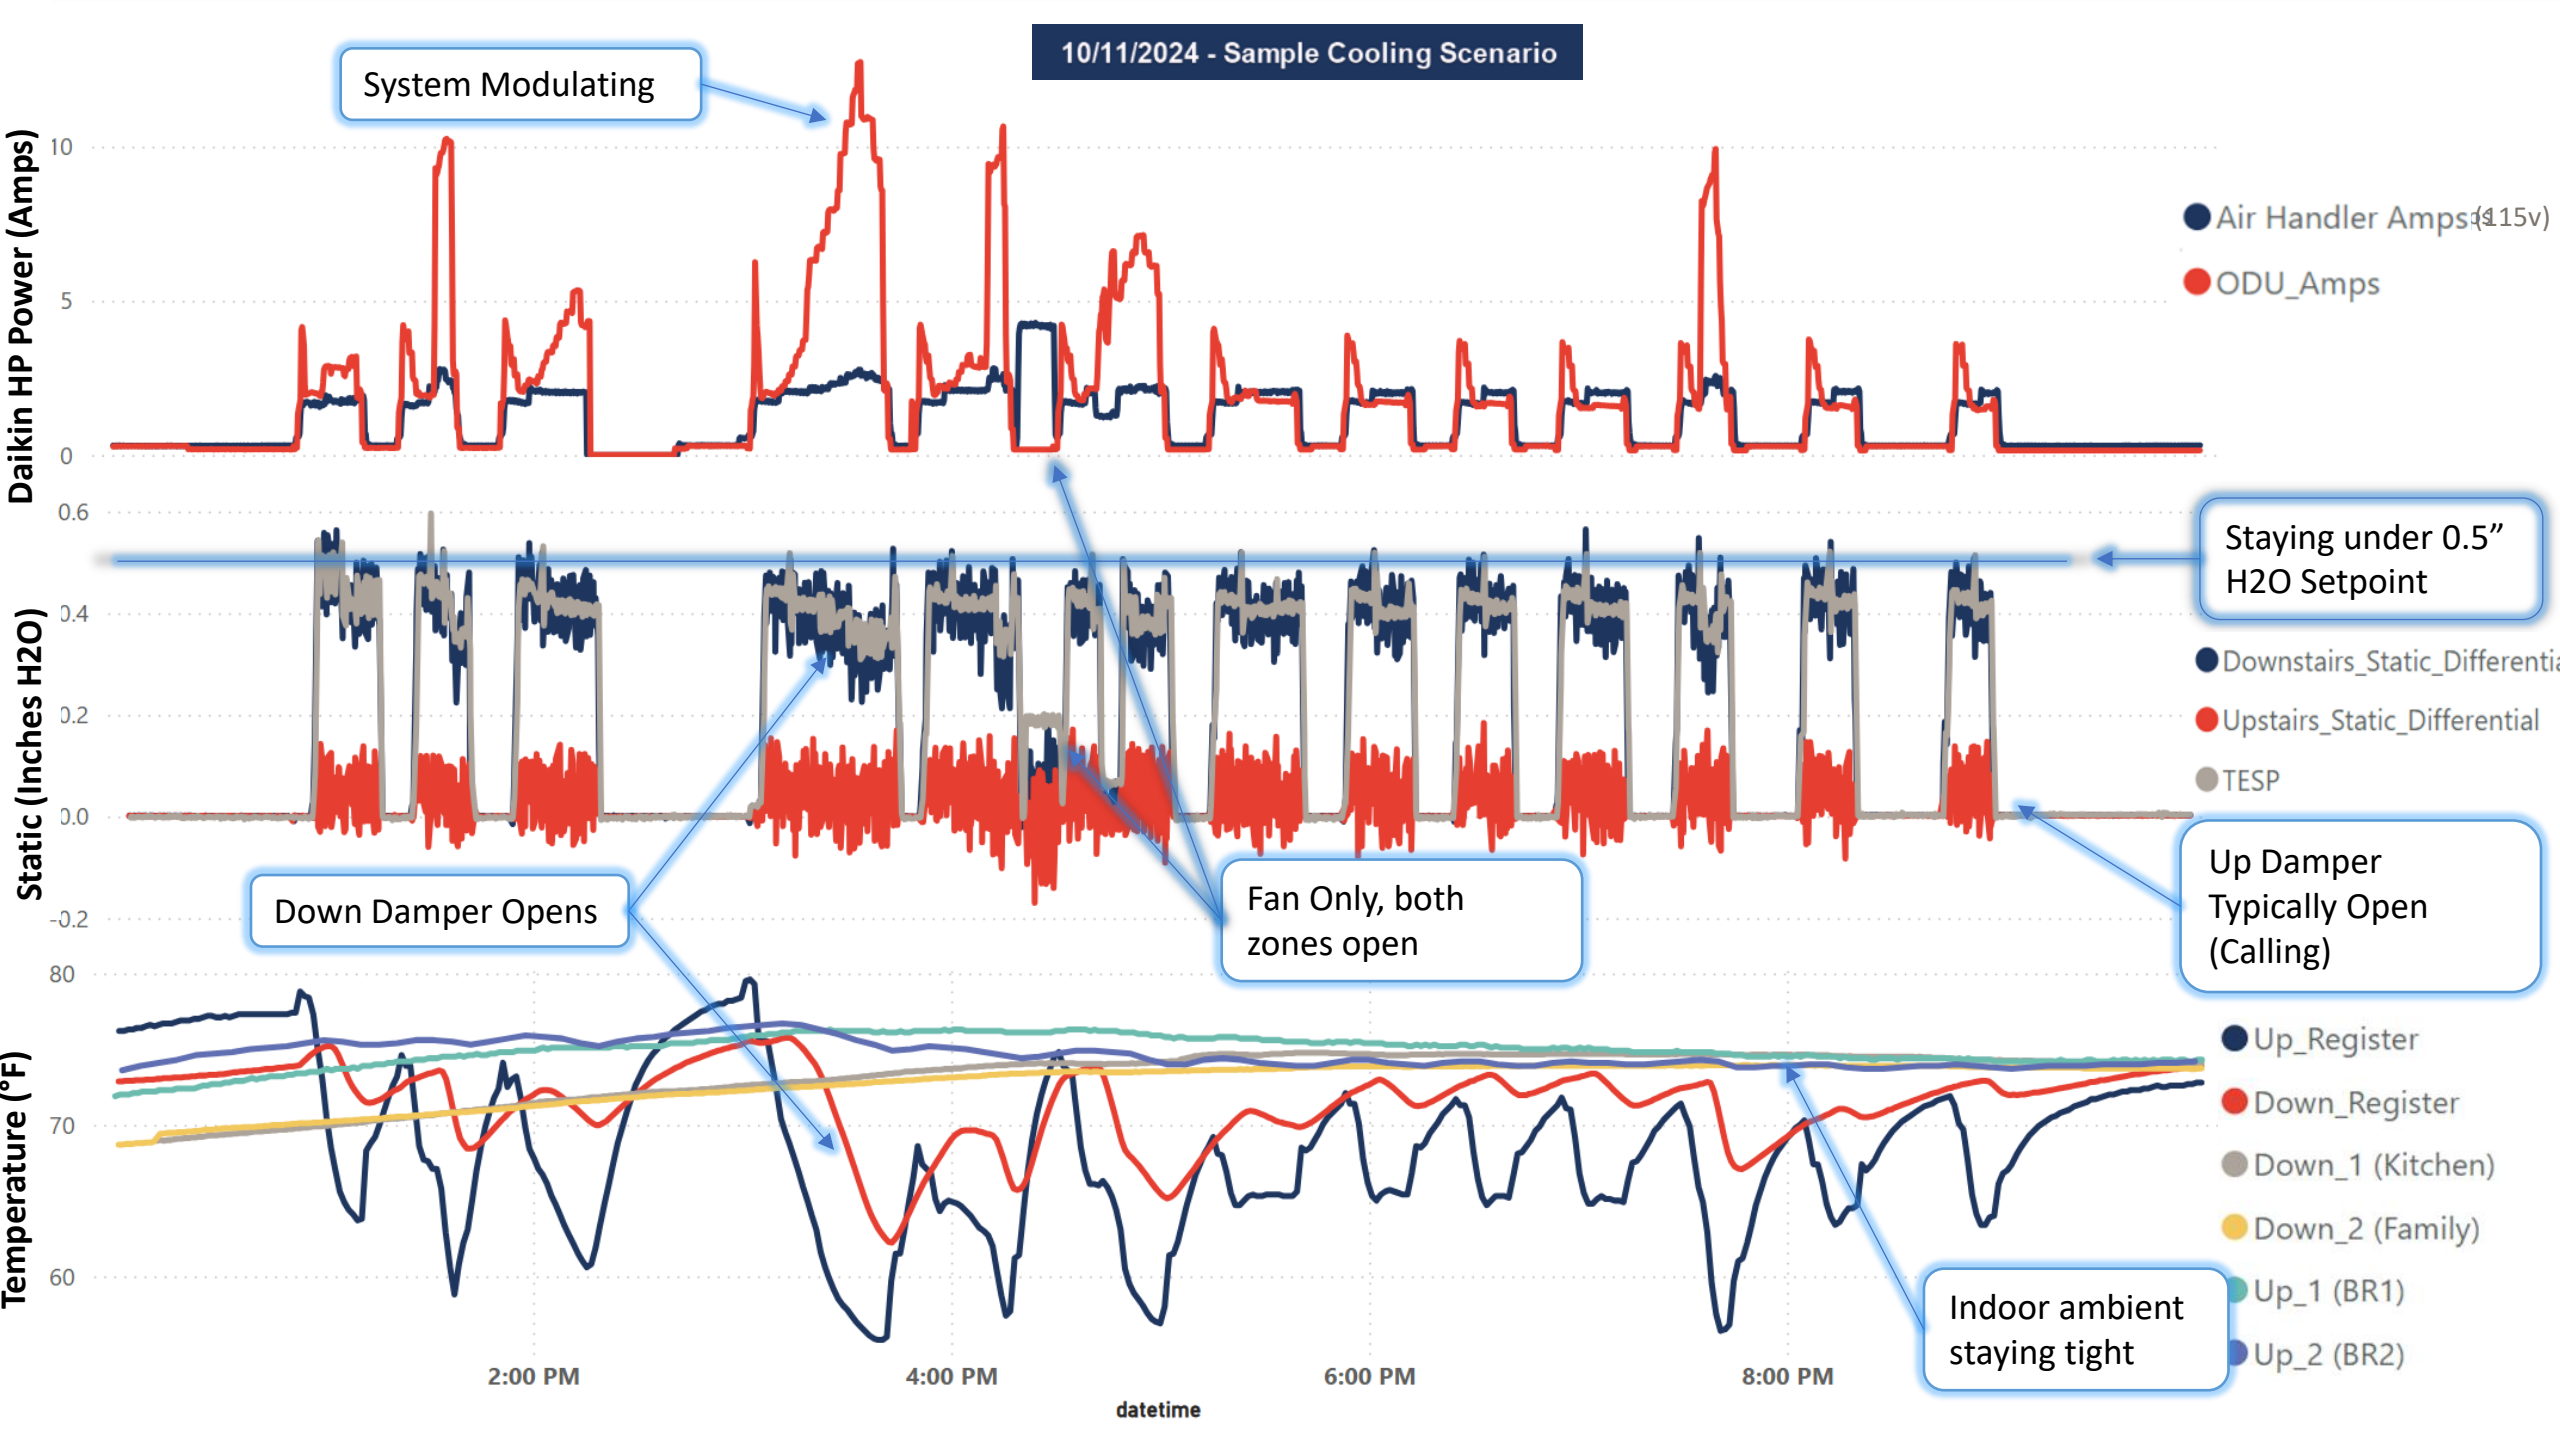 10/11/2024 - Sample Cooling Scenario
System Modulating
Daikin HP Power (Amps)
10
5
0
Air Handler Amps (115v)
ODU_Amps
Static (Inches H2O)
0.6
0.4
0.2
0.0
-0.2
Staying under 0.5”
H2O Setpoint
Downstairs_Static_Differentia
Upstairs_Static_Differential
TESP
Down Damper Opens
Fan Only, both
zones open
Up Damper
Typically Open
(Calling)
Temperature (°F)
80
70
60
Up_Register
Down_Register
Down_1 (Kitchen)
Down_2 (Family)
Up_1 (BR1)
Up_2 (BR2)
Indoor ambient
staying tight
2:00 PM
4:00 PM
6:00 PM
8:00 PM
datetime